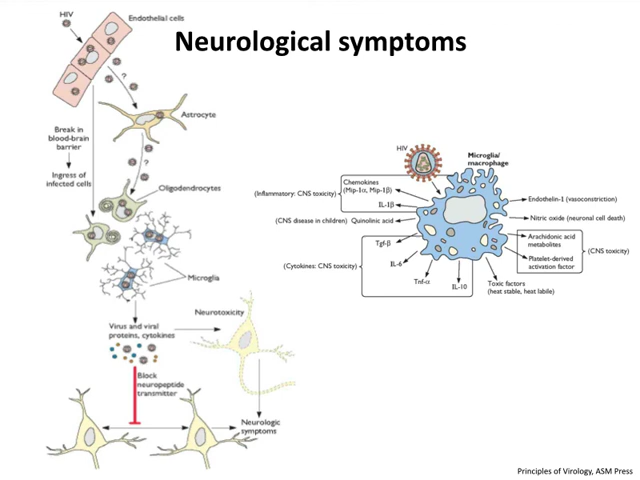 Neurological symptoms
HIV
Endothelial cells
?
Astrocyte
Break in
blood-brain
barrier
?
Ingress of
infected cells
Oligodendrocytes
Microglia
Virus and viral
proteins, cytokines
Neurotoxicity
Block
neuropeptide
transmitter
Neurologic
symptoms
HIV
Microglia/
macrophage
Chemokines
(Mip-1α, Mip-1β)
(Inflammatory: CNS toxicity)
IL-1β
(CNS disease in children) Quinolinic acid
Tgf-β
(Cytokines: CNS toxicity)
IL-6
Tnf-α
IL-10
Endothelin-1 (vasoconstriction)
Nitric oxide (neuronal cell death)
Arachidonic acid
metabolites
(CNS toxicity)
Platelet-derived
activation factor
Toxic factors
(heat stable, heat labile)
Principles of Virology, ASM Press